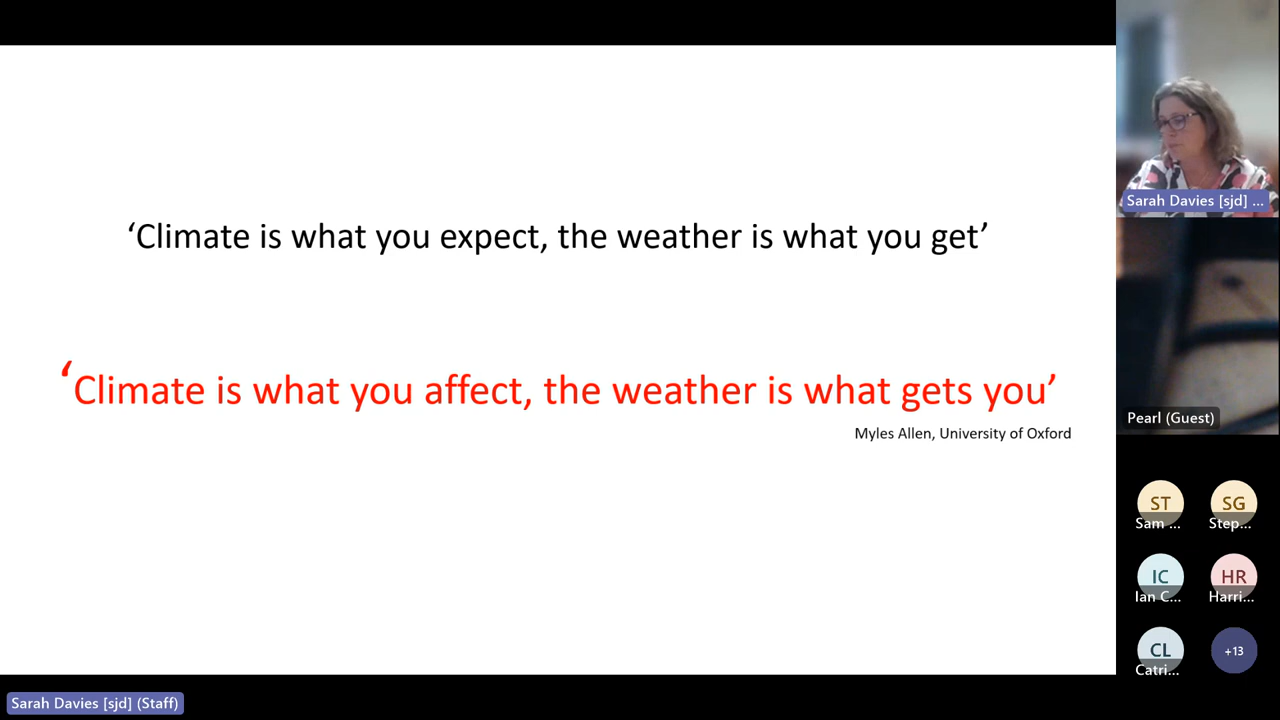 ‘Climate is what you expect, the weather is what you get’
‘Climate is what you affect, the weather is what gets you’
Myles Allen, University of Oxford
Sarah Davies [sjd] ...
Pearl (Guest)
ST
SG
Sam ...
Step...
IC
HR
Ian C...
Harri...
CL
+13
Catri...
Sarah Davies [sjd] (Staff)